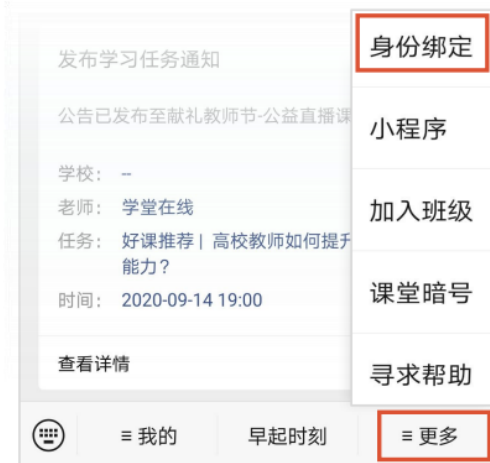 发布学习任务通知
公告已发布至献礼教师节-公益直播课
学校： --
老师： 学堂在线
任务： 好课推荐 | 高校教师如何提升
能力？
时间： 2020-09-14 19:00
查看详情
身份绑定
小程序
加入班级
课堂暗号
寻求帮助
≡ 我的
早起时刻
≡ 更多